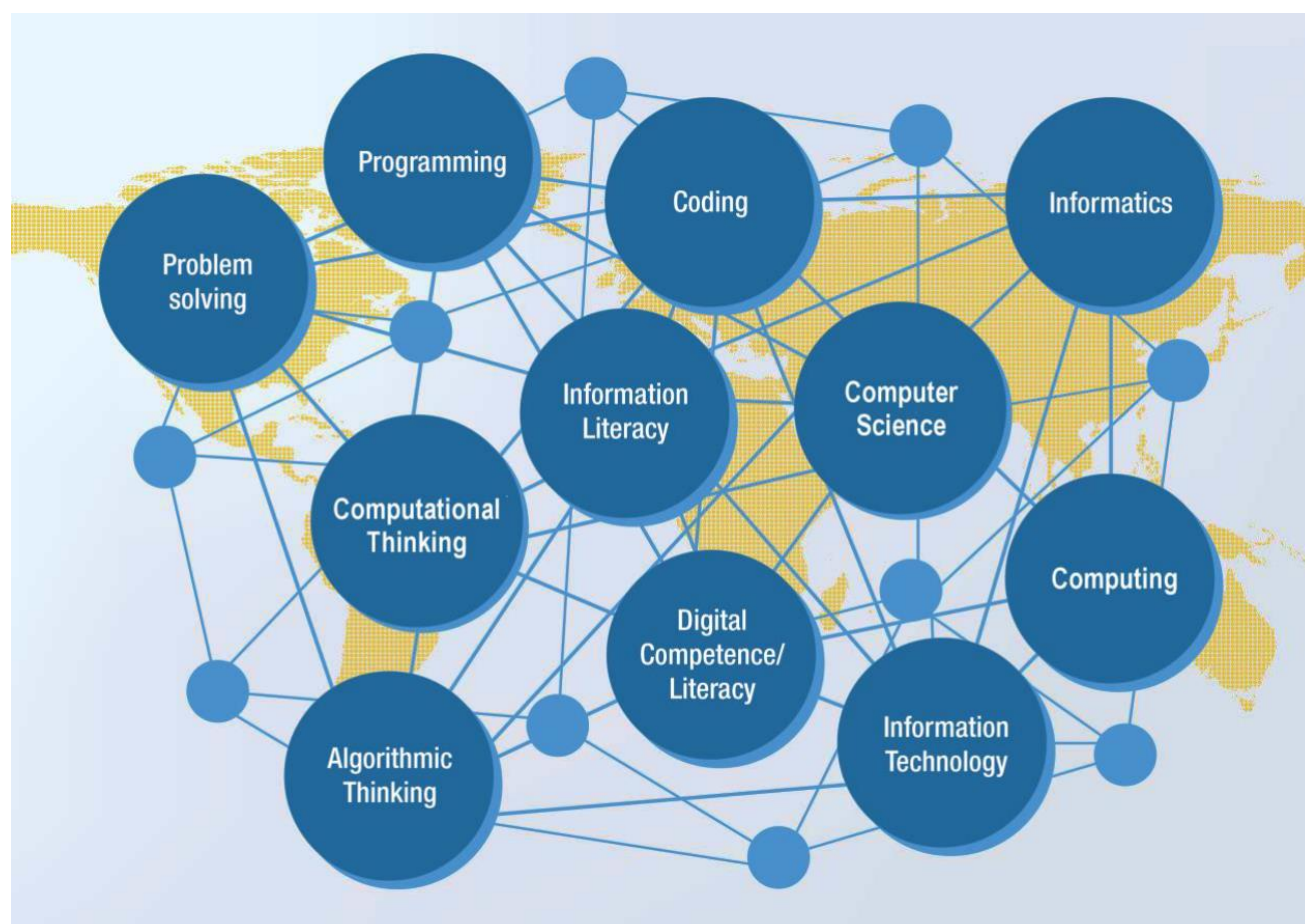 Programming
Coding
Informatics
Problem
solving
Information
Literacy
Computer
Science
Computational
Thinking
Computing
Digital
Competence/
Literacy
Information
Technology
Algorithmic
Thinking